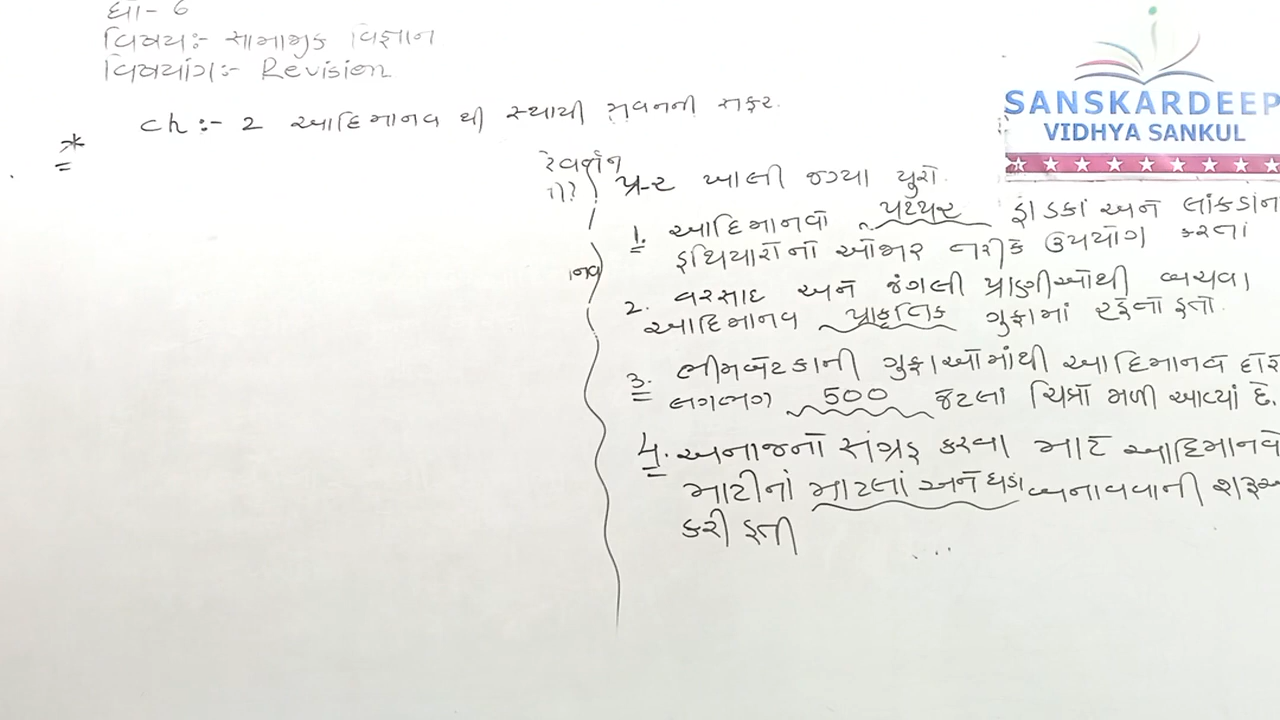 ધો- 6
વિષય:- સામાજીક વિજ્ઞાન
વિષયાંગ:- Revision
ch :- 2 આદિમાનવ થી સ્થાયી જીવનની સફર.
SANSKARDEEP
VIDHYA SANKUL
પ્ર-૨ ખાલી જગ્યા પુરો.
1. આદિમાનવો પથ્થર હાડકાં અને લાકડાંના
હથિયારોનો ઓજાર તરીકે ઉપયોગ કરતાં
2. વરસાદ અને જંગલી પ્રાણીઓથી બચવા
આદિમાનવ પ્રાકૃતિક ગુફામાં રહેતો હતો.
3. ભીમબેટકાની ગુફાઓમાંથી આદિમાનવે
લગભગ 500 જેટલાં ચિત્રો મળી આવ્યાં છે.
4. અનાજનો સંગ્રહ કરવા માટે આદિમાનવે
માટીનાં માટલાં અને ઘડા બનાવવાની
કરી હતી